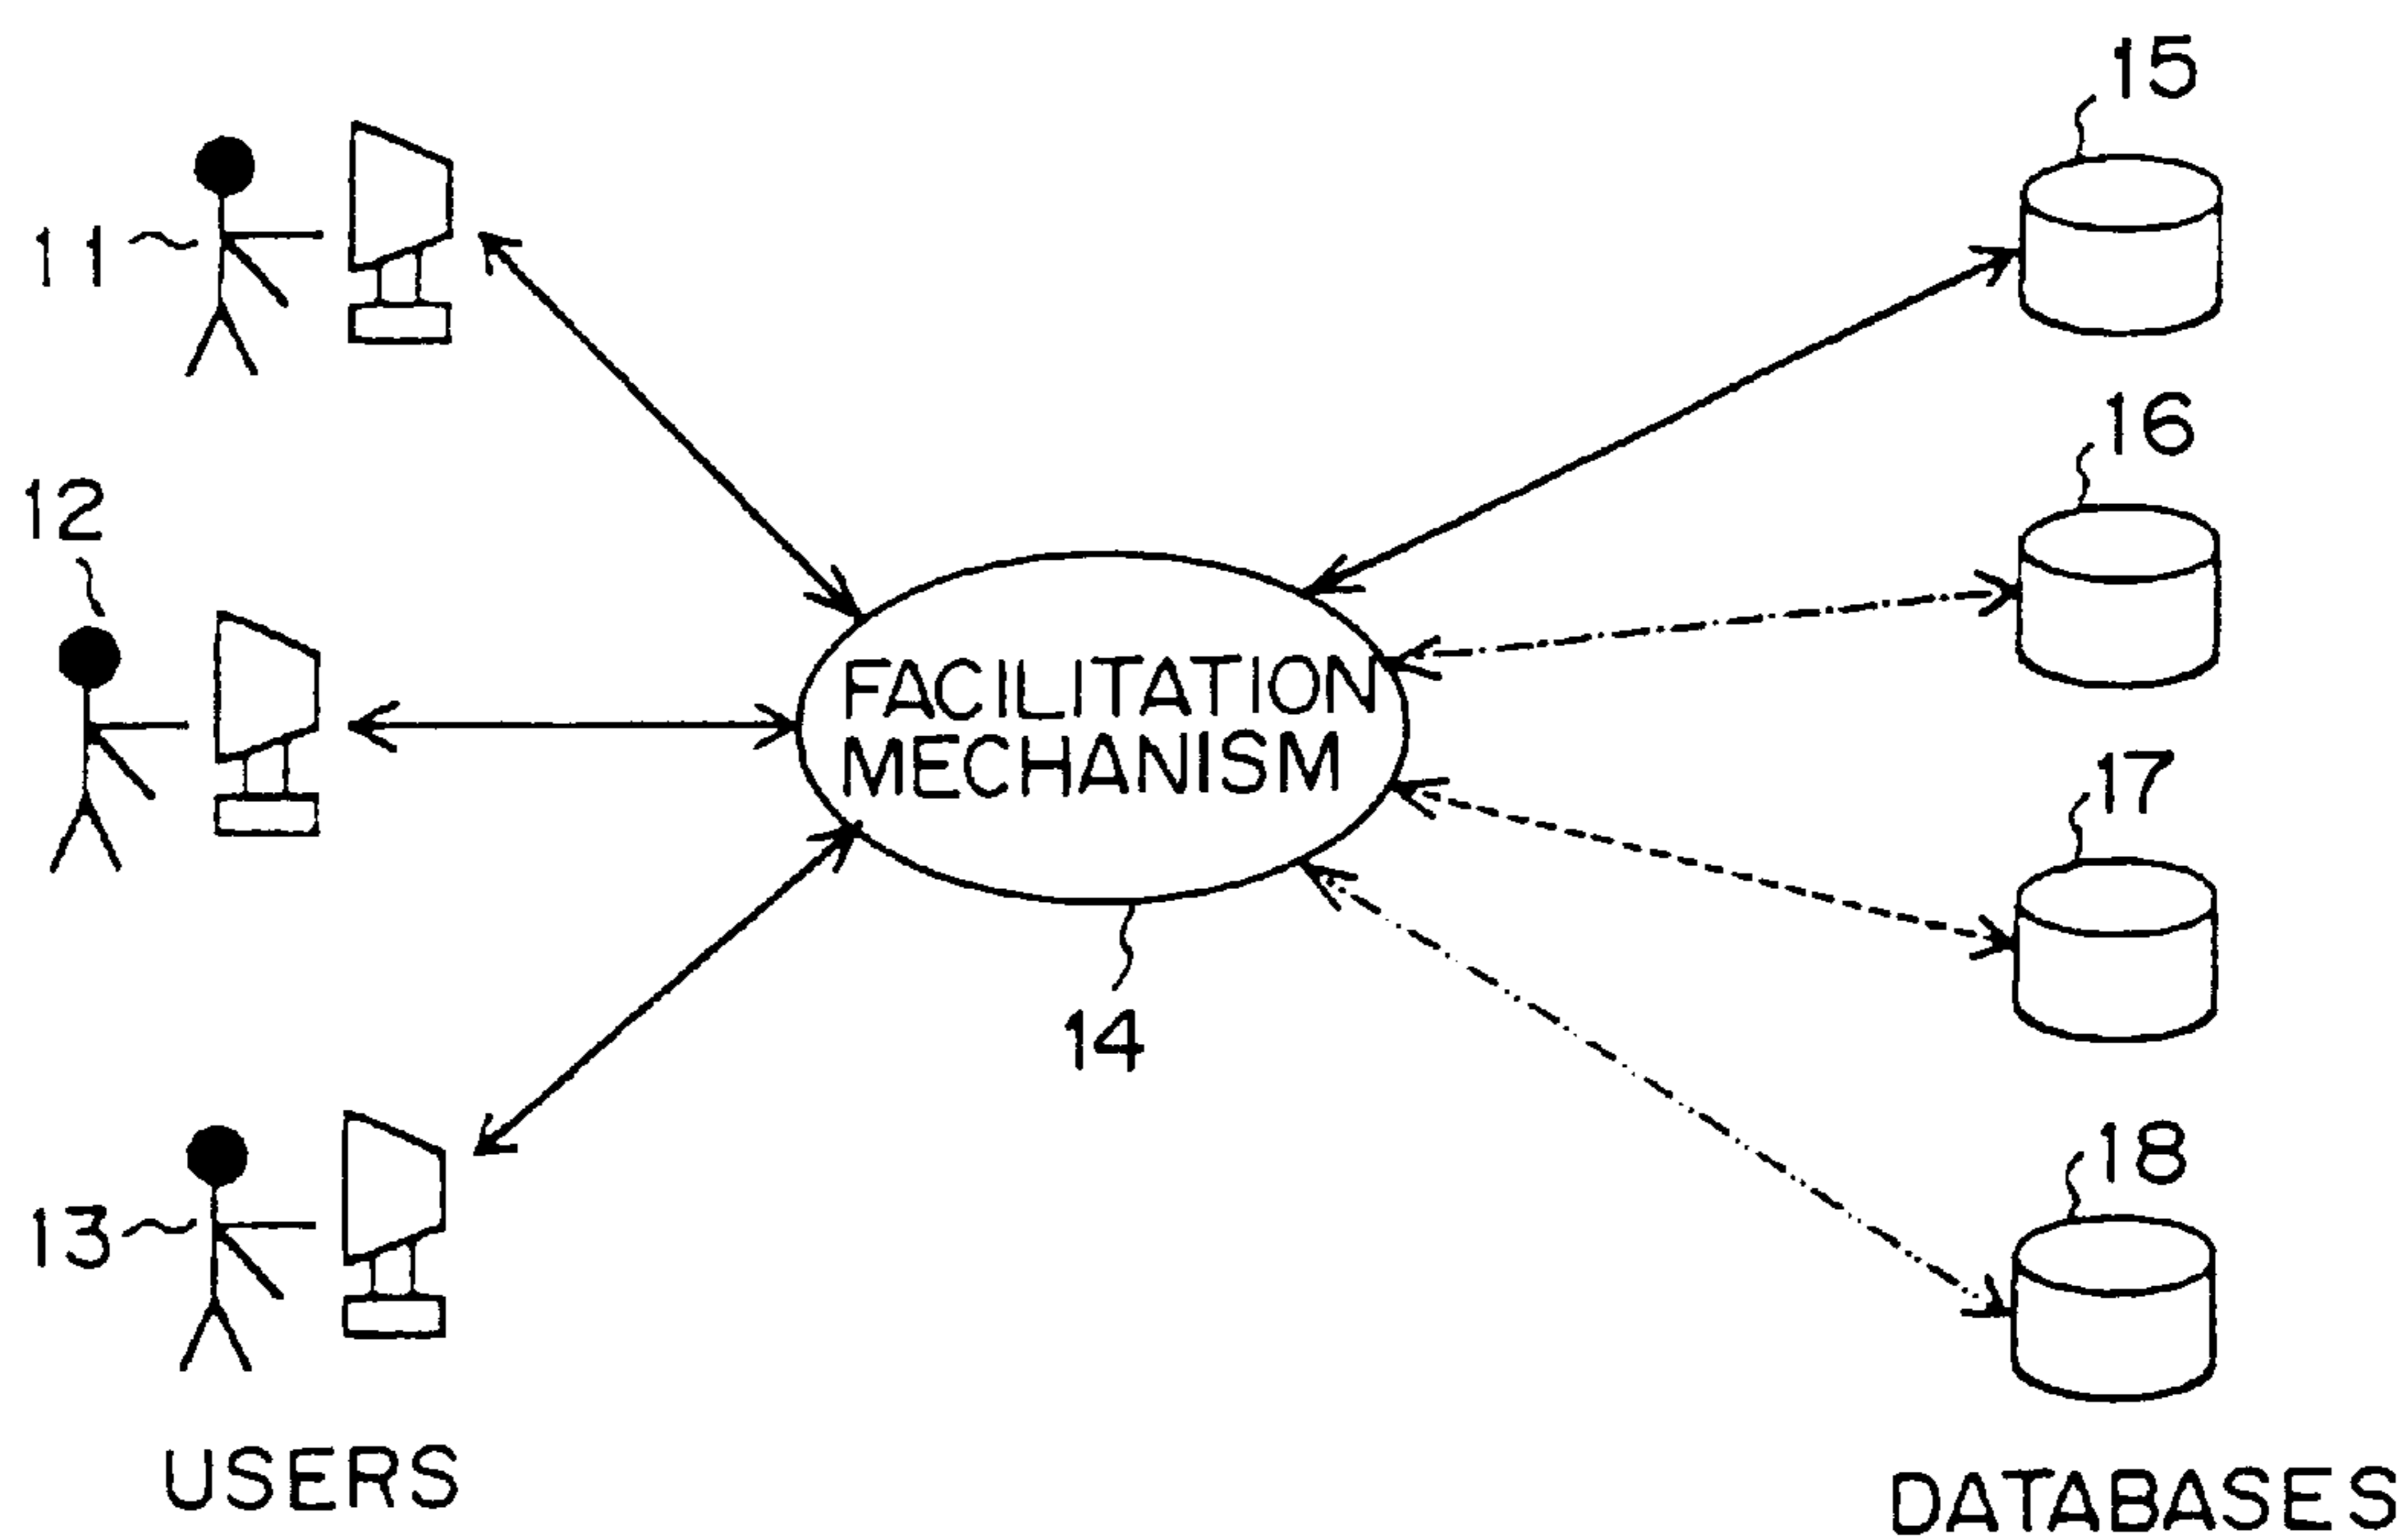 15
11
16
12
FACILITATION
MECHANISM
17
14
18
13
USERS
DATABASES